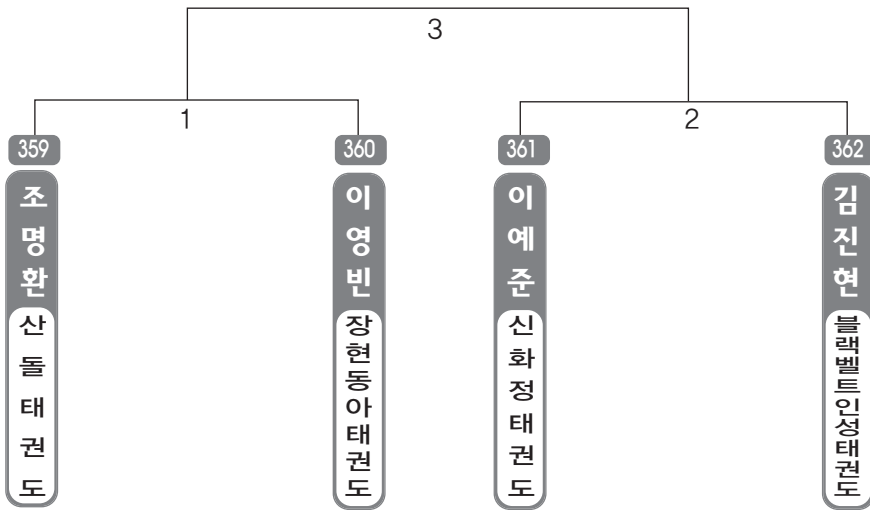 3
1
2
359
360
361
362
조명환
이영빈
이예준
김진현
산돌태권도
장현동아태권도
신화정태권도
블랙벨트인성태권도